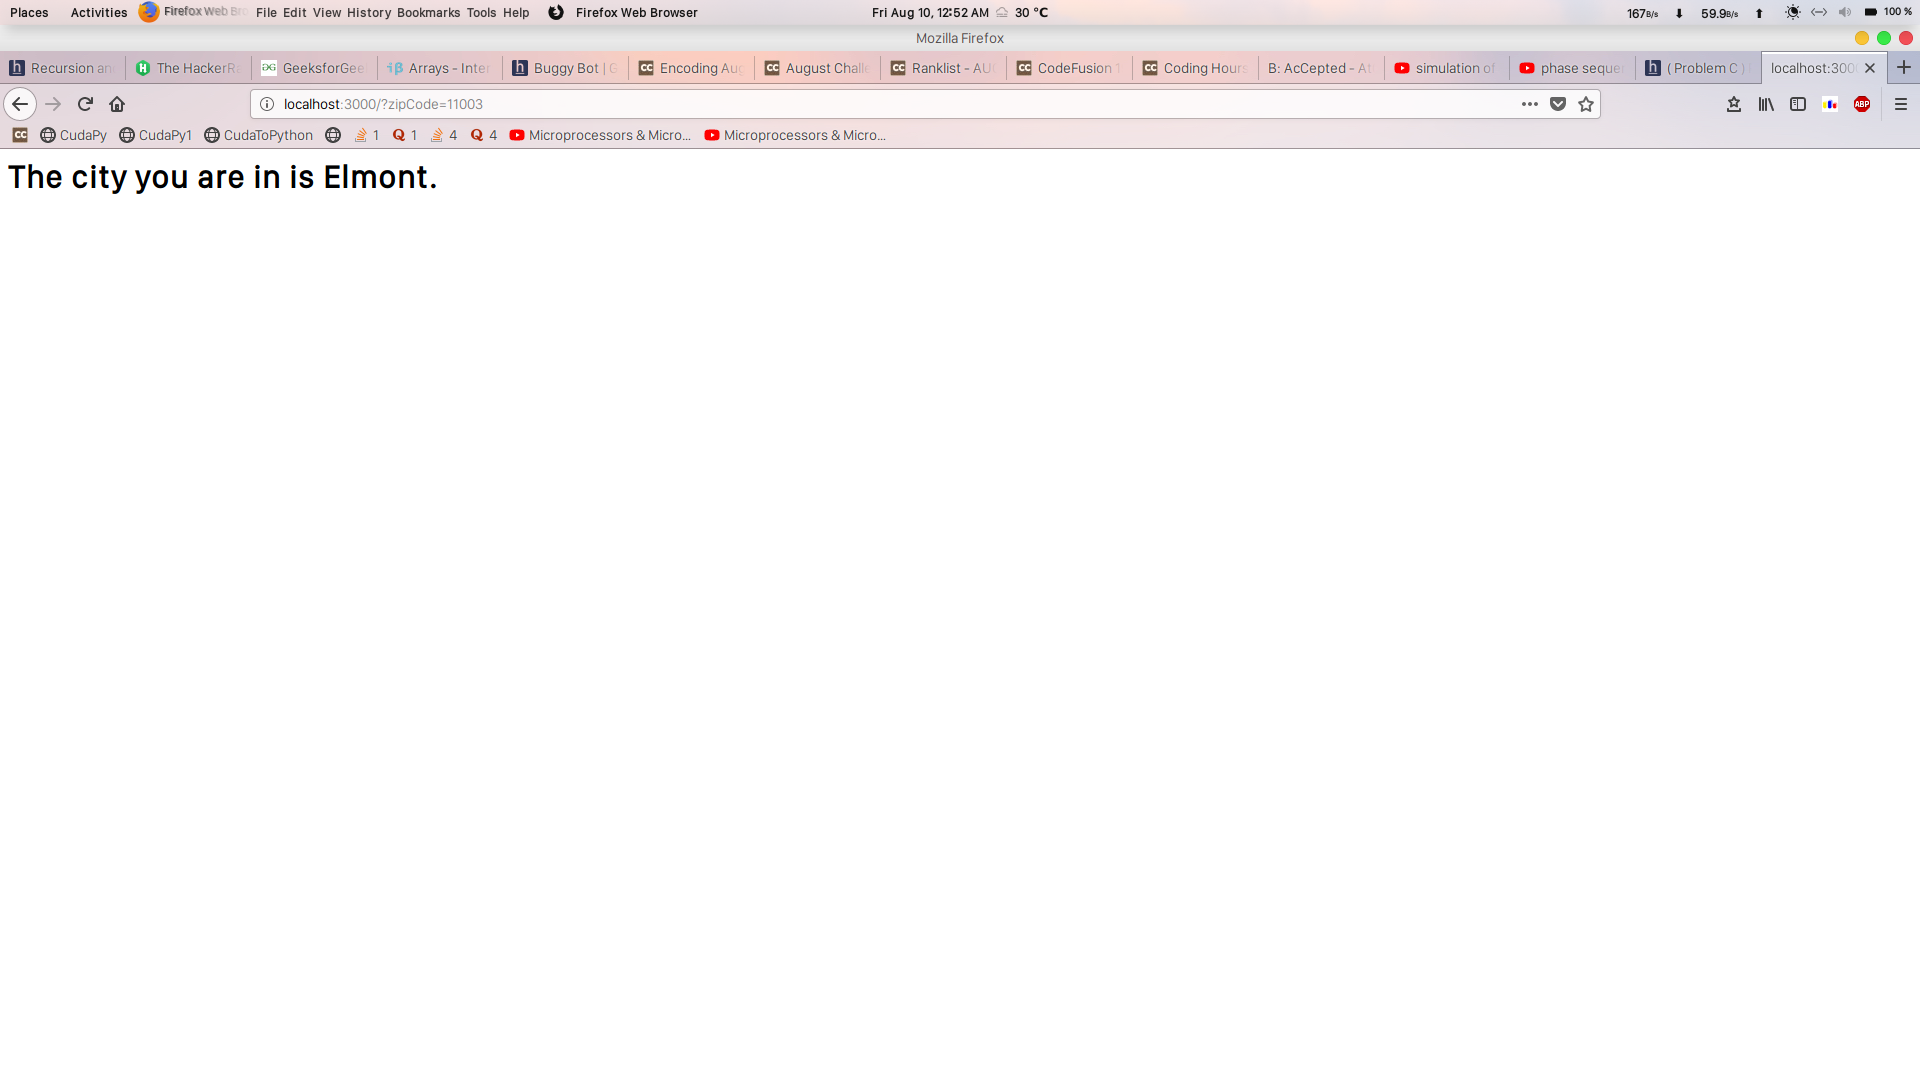 Places Activities Firefox Web Bro File Edit View History Bookmarks Tools Help Firefox Web Browser Fri Aug 10, 12:52 AM 30 °C 167B/s 59.9B/s 100 %
Mozilla Firefox
Recursion an The HackerRa GeeksforGee Arrays - Inter Buggy Bot | G Encoding Aug August Challe Ranklist - AU CodeFusion 1 Coding Hours B: AcCepted - At simulation of phase seque ( Problem C ) localhost:300
localhost:3000/?zipCode=11003 ABP
CC CudaPy CudaPy1 CudaToPython 1 Q 1 4 Q 4 Microprocessors & Micro... Microprocessors & Micro...
The city you are in is Elmont.